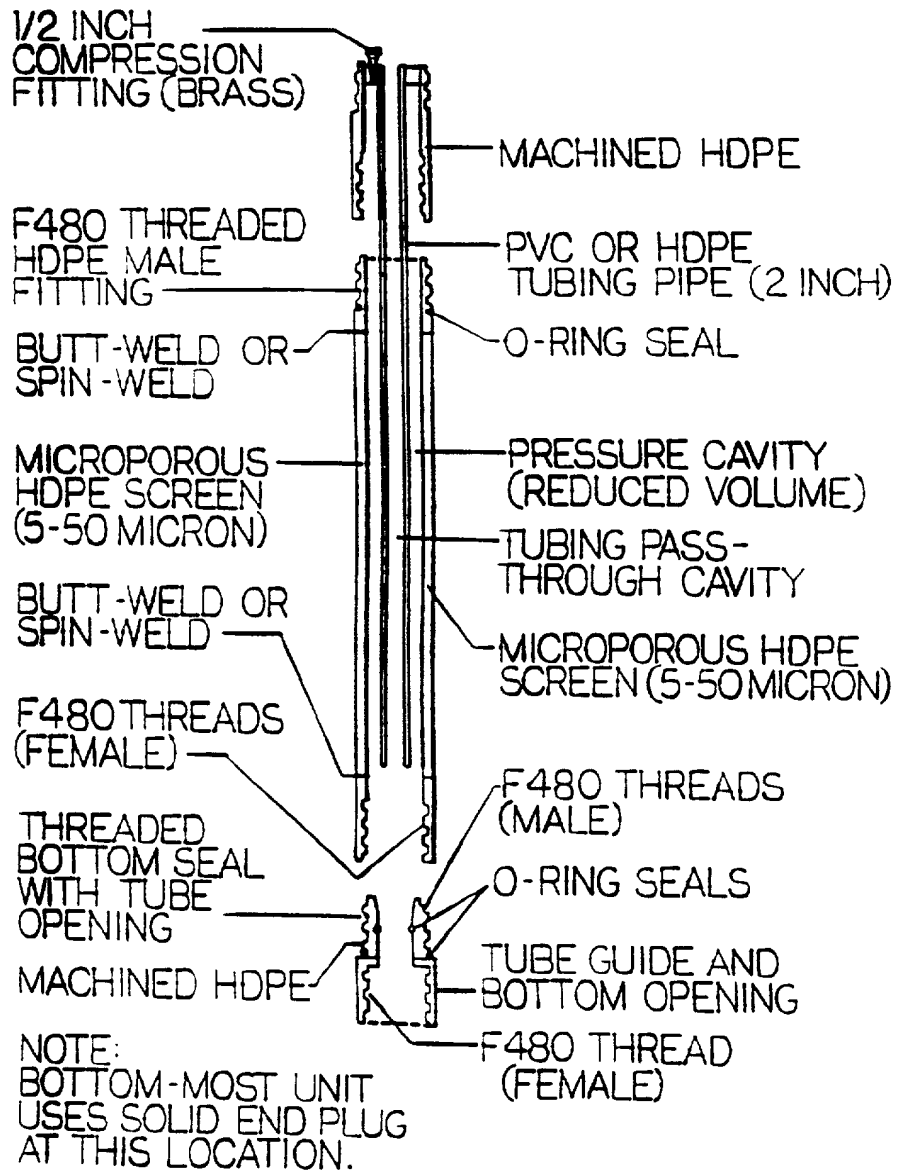 1/2 INCH
COMPRESSION
FITTING (BRASS)
MACHINED HDPE
F480 THREADED
HDPE MALE
FITTING
PVC OR HDPE
TUBING PIPE (2 INCH)
BUTT-WELD OR
SPIN-WELD
O-RING SEAL
MICROPOROUS
HDPE SCREEN
(5-50 MICRON)
PRESSURE CAVITY
(REDUCED VOLUME)
TUBING PASS-
THROUGH CAVITY
BUTT-WELD OR
SPIN-WELD
MICROPOROUS HDPE
SCREEN (5-50 MICRON)
F480 THREADS
(FEMALE)
F480 THREADS
(MALE)
THREADED
BOTTOM SEAL
WITH TUBE
OPENING
O-RING SEALS
MACHINED HDPE
TUBE GUIDE AND
BOTTOM OPENING
F480 THREAD
(FEMALE)
NOTE:
BOTTOM-MOST UNIT
USES SOLID END PLUG
AT THIS LOCATION.